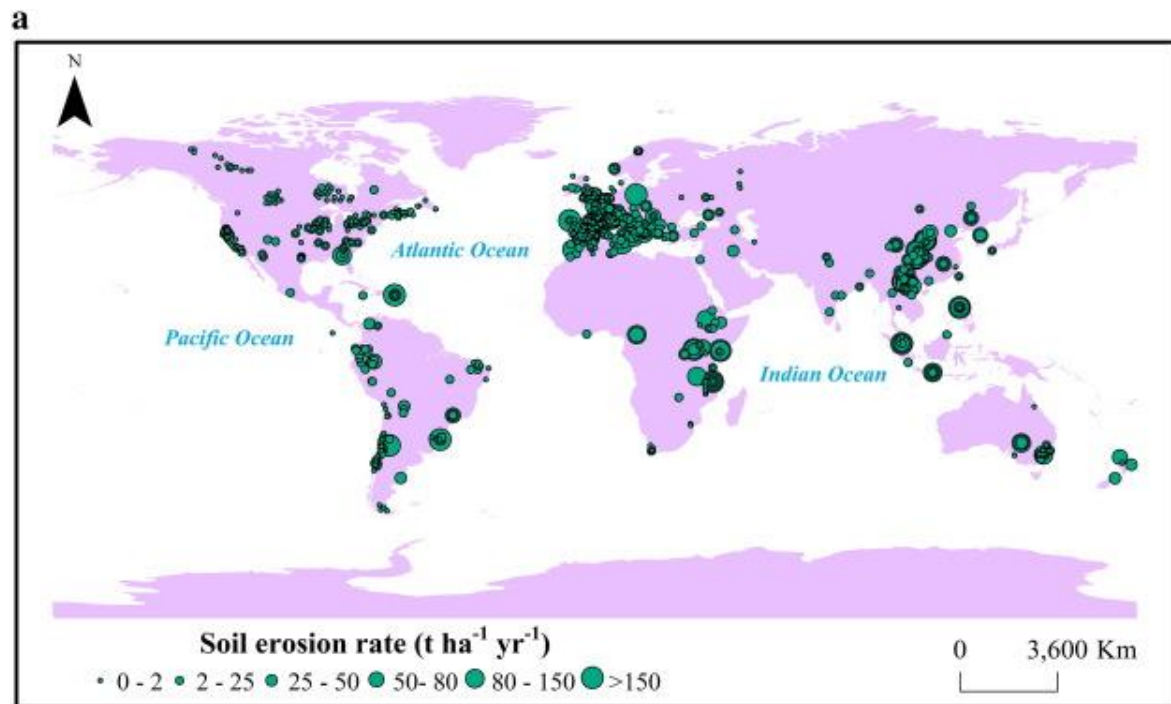 a
N
Atlantic Ocean
Pacific Ocean
Indian Ocean
Soil erosion rate (t ha⁻¹ yr⁻¹)
0 - 2 2 - 25 25 - 50 50- 80 80 - 150 >150
0 3,600 Km